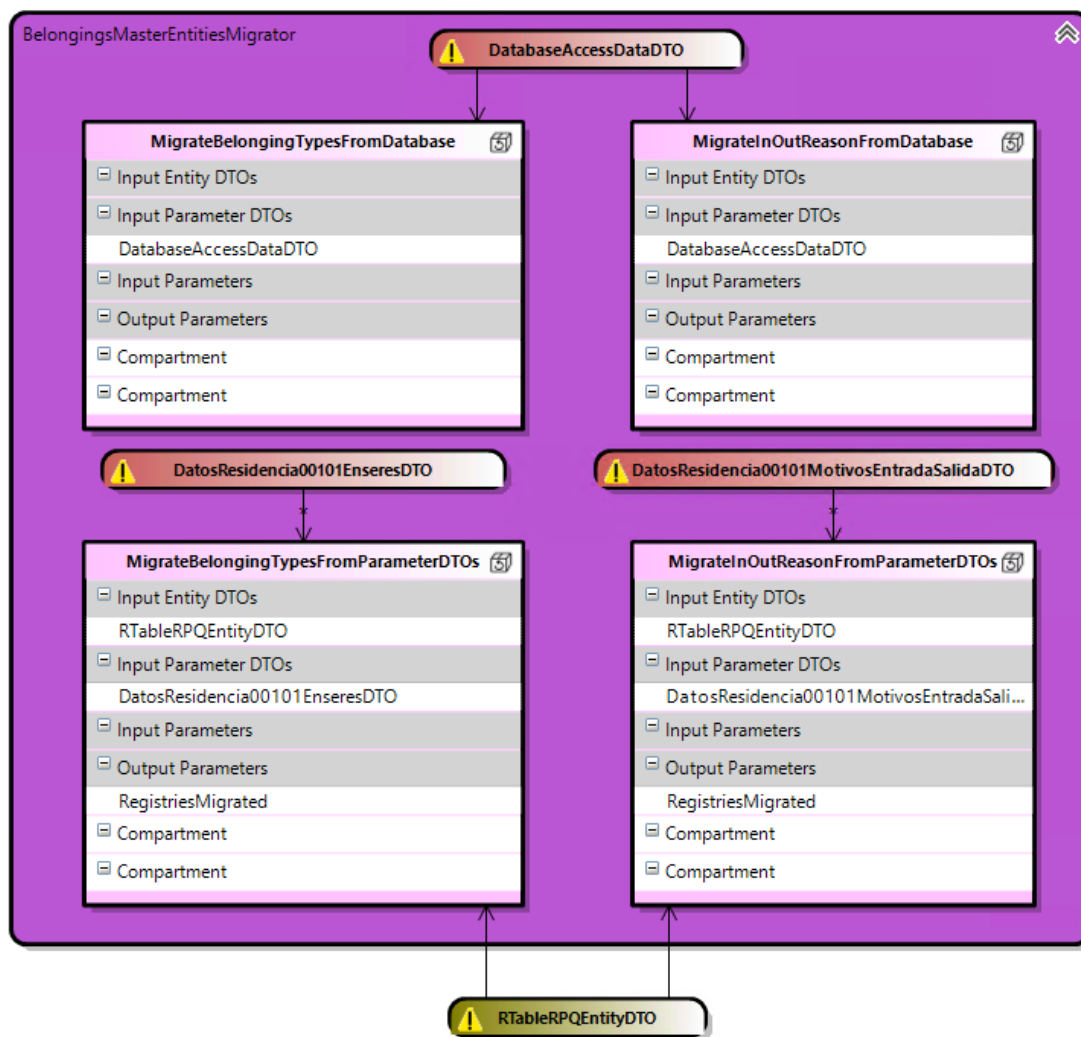 BelongingsMasterEntitiesMigrator
DatabaseAccessDataDTO
MigrateBelongingTypesFromDatabase
Input Entity DTOs
Input Parameter DTOs
DatabaseAccessDataDTO
Input Parameters
Output Parameters
Compartment
Compartment
MigrateInOutReasonFromDatabase
Input Entity DTOs
Input Parameter DTOs
DatabaseAccessDataDTO
Input Parameters
Output Parameters
Compartment
Compartment
DatosResidencia00101EnseresDTO
DatosResidencia00101MotivosEntradaSalidaDTO
*
*
MigrateBelongingTypesFromParameterDTOs
Input Entity DTOs
RTableRPQEntityDTO
Input Parameter DTOs
DatosResidencia00101EnseresDTO
Input Parameters
Output Parameters
RegistriesMigrated
Compartment
Compartment
MigrateInOutReasonFromParameterDTOs
Input Entity DTOs
RTableRPQEntityDTO
Input Parameter DTOs
DatosResidencia00101MotivosEntradaSali...
Input Parameters
Output Parameters
RegistriesMigrated
Compartment
Compartment
RTableRPQEntityDTO